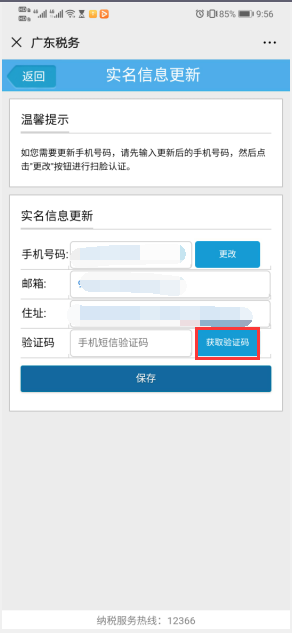 85% 9:56
广东税务
返回 实名信息更新
温馨提示
如您需要更新手机号码，请先输入更新后的手机号码，然后点
击"更改"按钮进行扫脸认证。
实名信息更新
手机号码: 更改
邮箱:
住址:
验证码 手机短信验证码 获取验证码
保存
纳税服务热线：12366